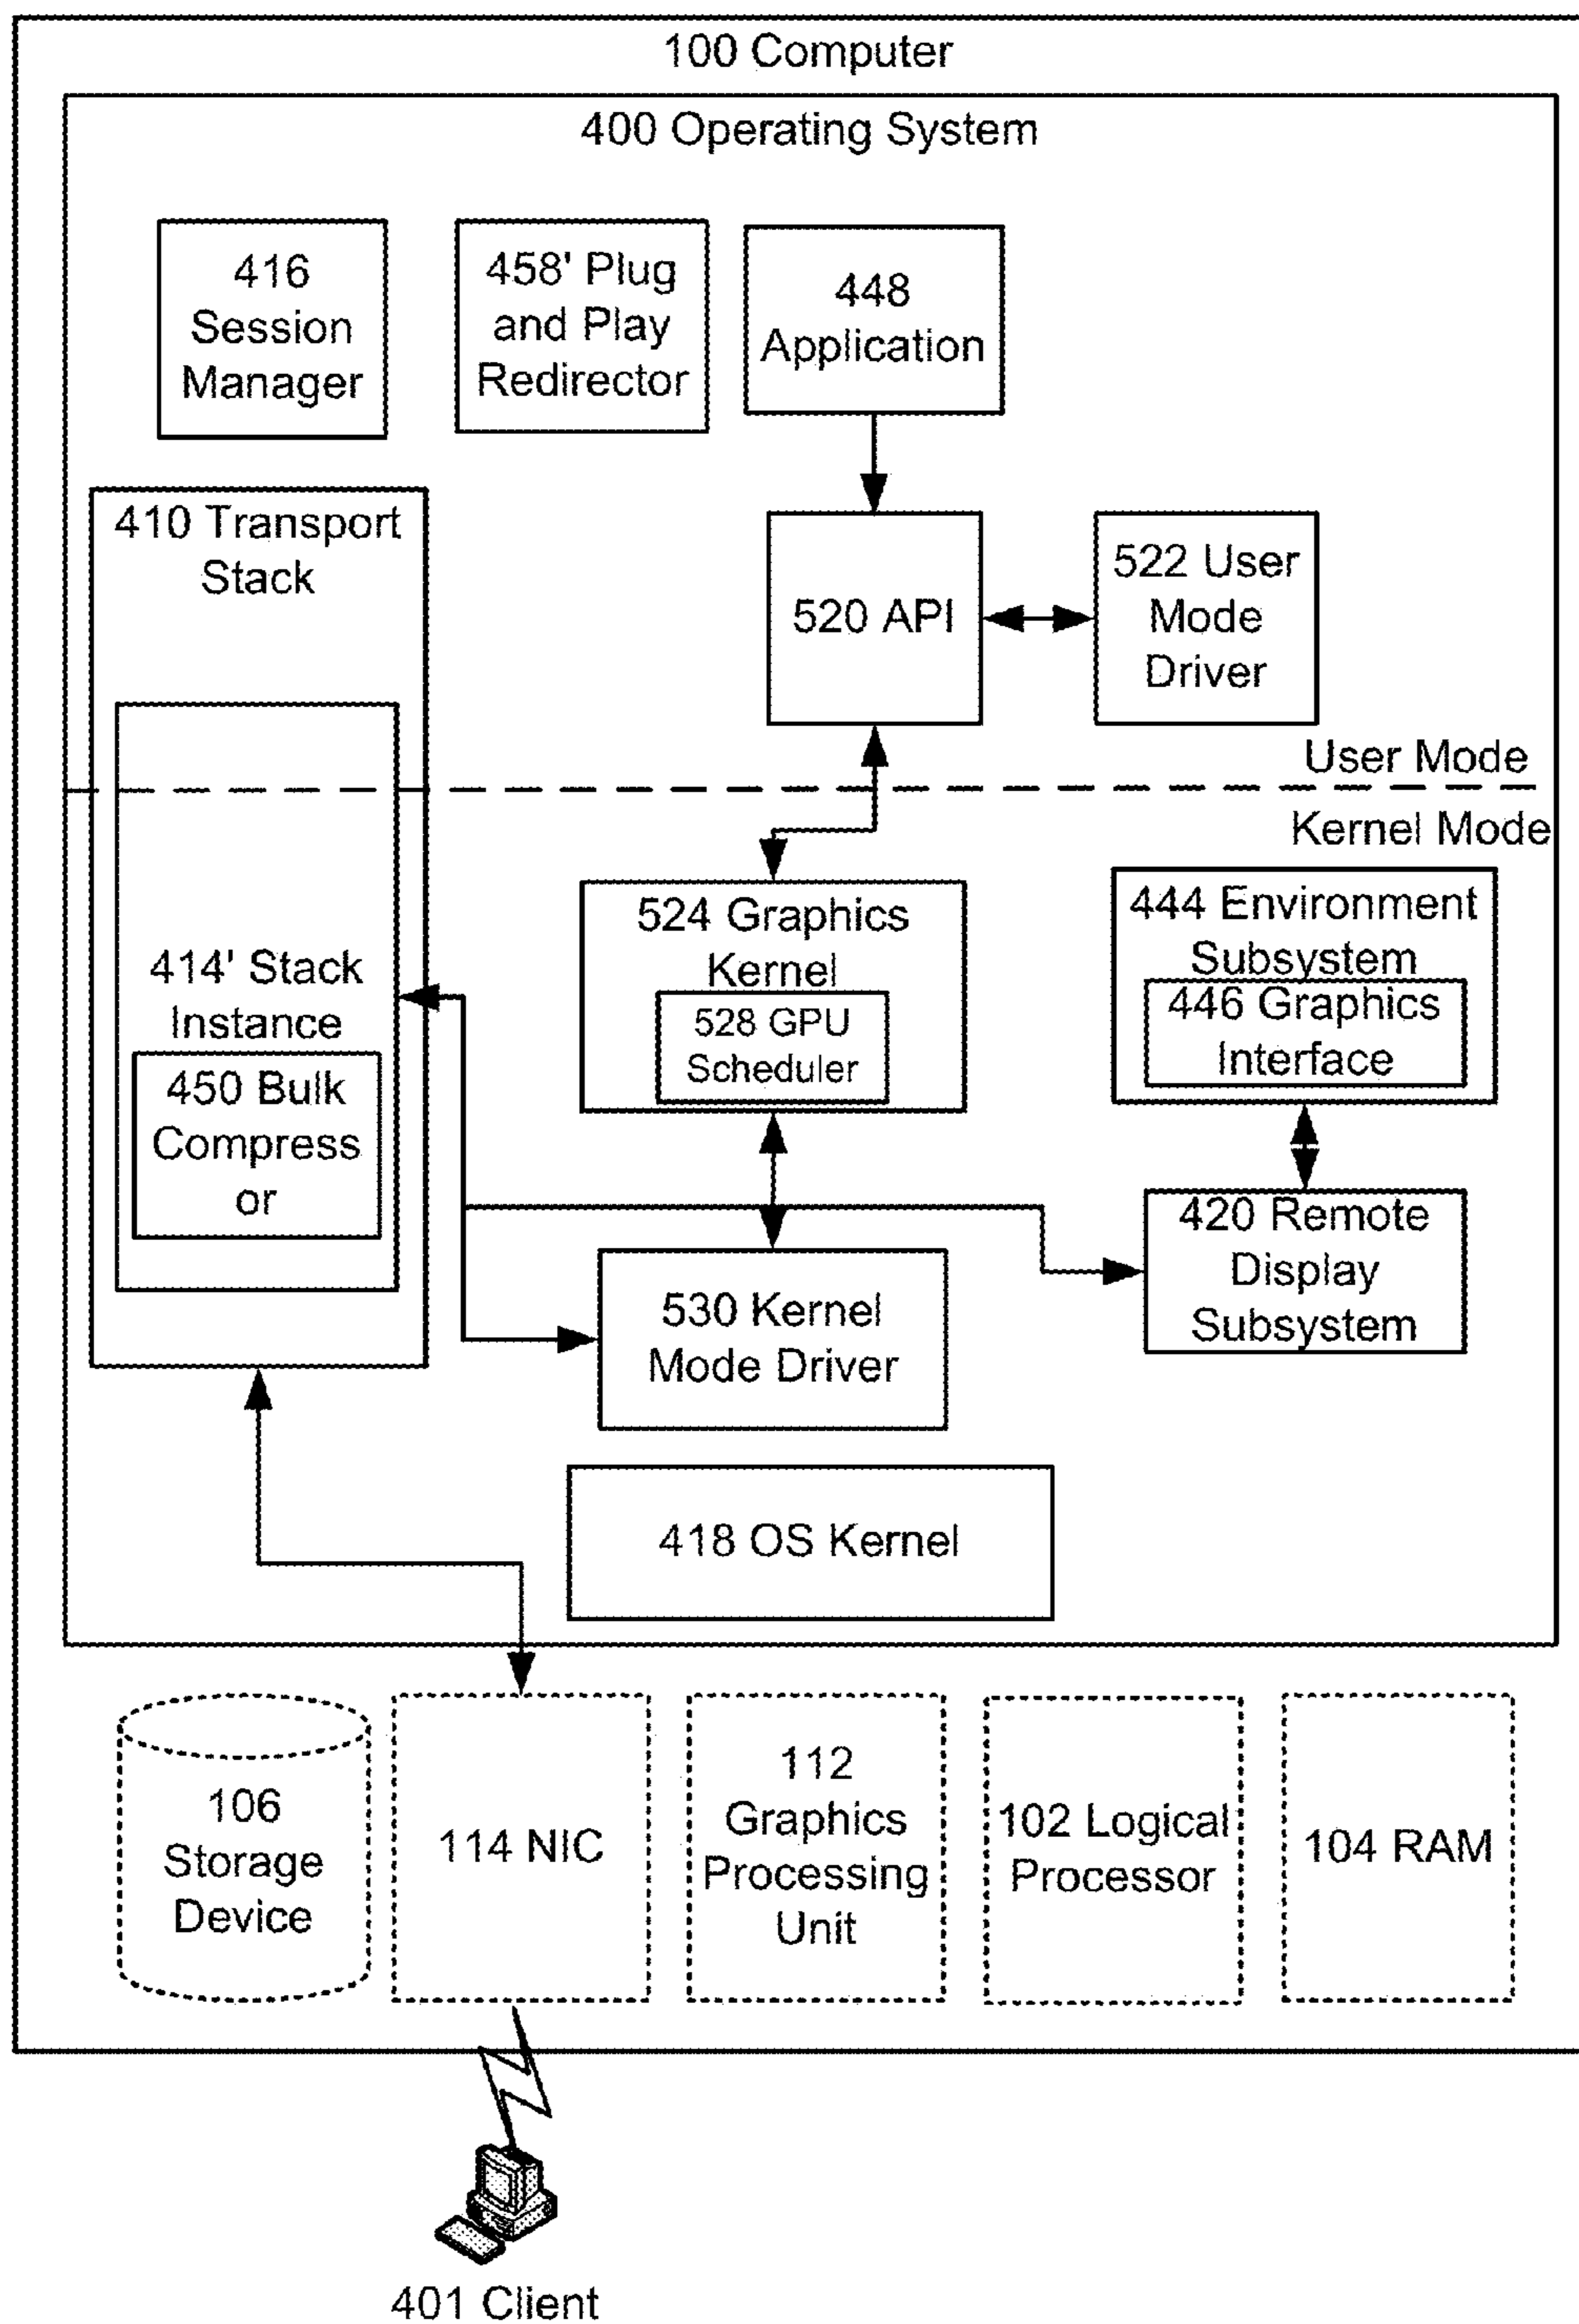 100 Computer
400 Operating System
416
Session
Manager
458' Plug
and Play
Redirector
448
Application
410 Transport
Stack
520 API
522 User
Mode
Driver
User Mode
Kernel Mode
414' Stack
Instance
450 Bulk
Compress
or
524 Graphics
Kernel
528 GPU
Scheduler
444 Environment
Subsystem
446 Graphics
Interface
420 Remote
Display
Subsystem
530 Kernel
Mode Driver
418 OS Kernel
106
Storage
Device
114 NIC
112
Graphics
Processing
Unit
102 Logical
Processor
104 RAM
401 Client